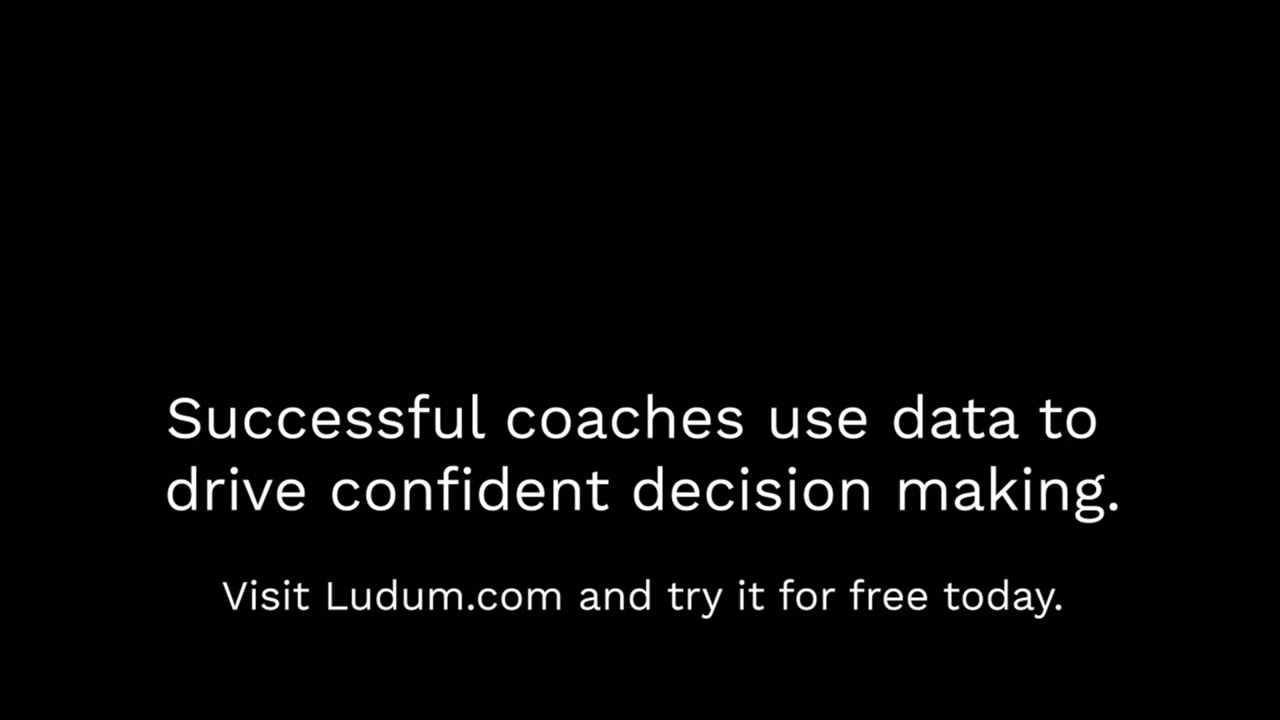 Successful coaches use data to
drive confident decision making.
Visit Ludum.com and try it for free today.